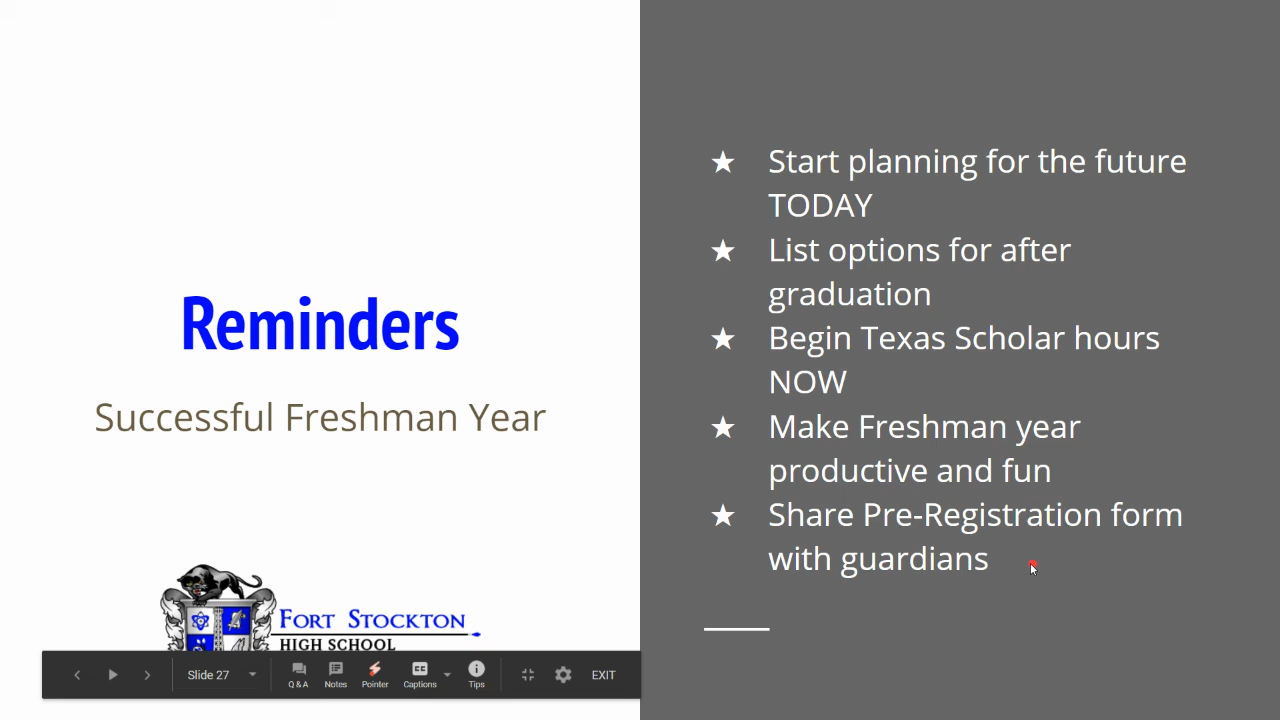 Reminders
Successful Freshman Year
FORT STOCKTON
HIGH SCHOOL
★ Start planning for the future
TODAY
★ List options for after
graduation
★ Begin Texas Scholar hours
NOW
★ Make Freshman year
productive and fun
★ Share Pre-Registration form
with guardians
Slide 27
Q & A
Notes
Pointer
CC
Captions
Tips
EXIT